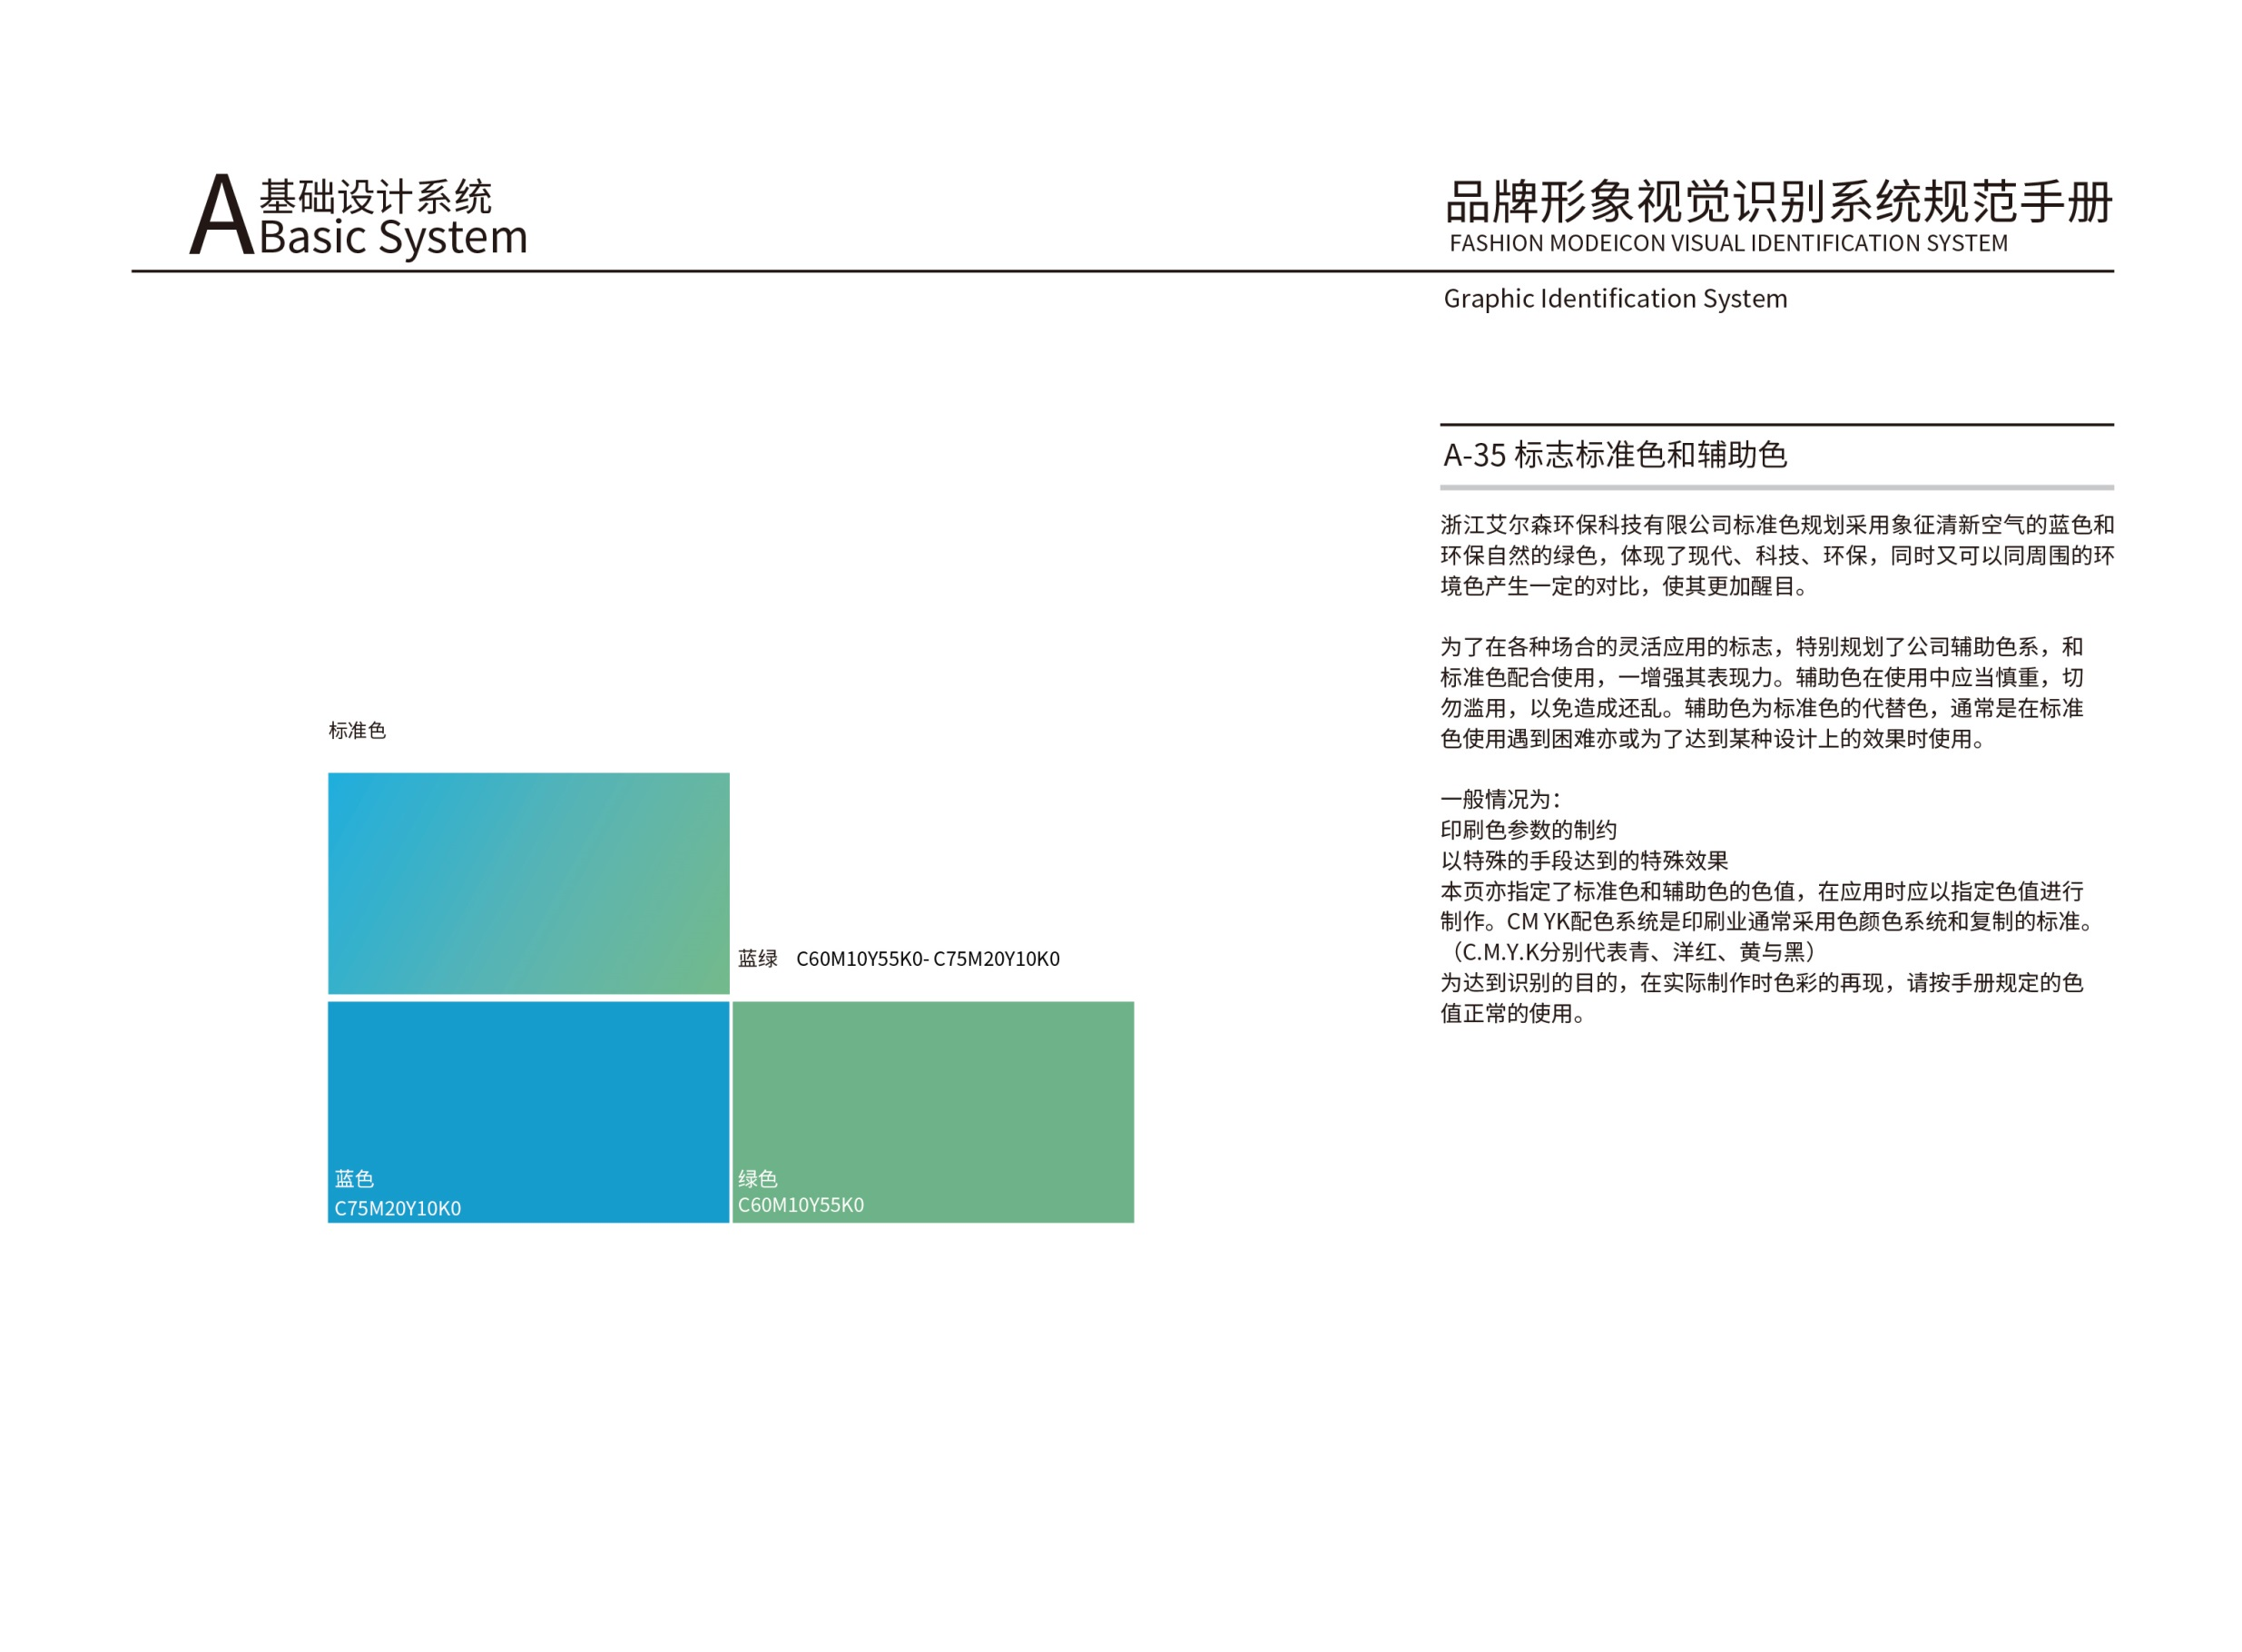 A
基础设计系统
Basic System
品牌形象视觉识别系统规范手册
FASHION MODEICON VISUAL IDENTIFICATION SYSTEM
Graphic Identification System
A-35 标志标准色和辅助色
浙江艾尔森环保科技有限公司标准色规划采用象征清新空气的蓝色和
环保自然的绿色，体现了现代、科技、环保，同时又可以同周围的环
境色产生一定的对比，使其更加醒目。
为了在各种场合的灵活应用的标志，特别规划了公司辅助色系，和
标准色配合使用，一增强其表现力。辅助色在使用中应当慎重，切
勿滥用，以免造成还乱。辅助色为标准色的代替色，通常是在标准
色使用遇到困难亦或为了达到某种设计上的效果时使用。
一般情况为：
印刷色参数的制约
以特殊的手段达到的特殊效果
本页亦指定了标准色和辅助色的色值，在应用时应以指定色值进行
制作。CM YK配色系统是印刷业通常采用色颜色系统和复制的标准。
（C.M.Y.K分别代表青、洋红、黄与黑）
为达到识别的目的，在实际制作时色彩的再现，请按手册规定的色
值正常的使用。
标准色
蓝绿 C60M10Y55K0- C75M20Y10K0
蓝色
C75M20Y10K0
绿色
C60M10Y55K0